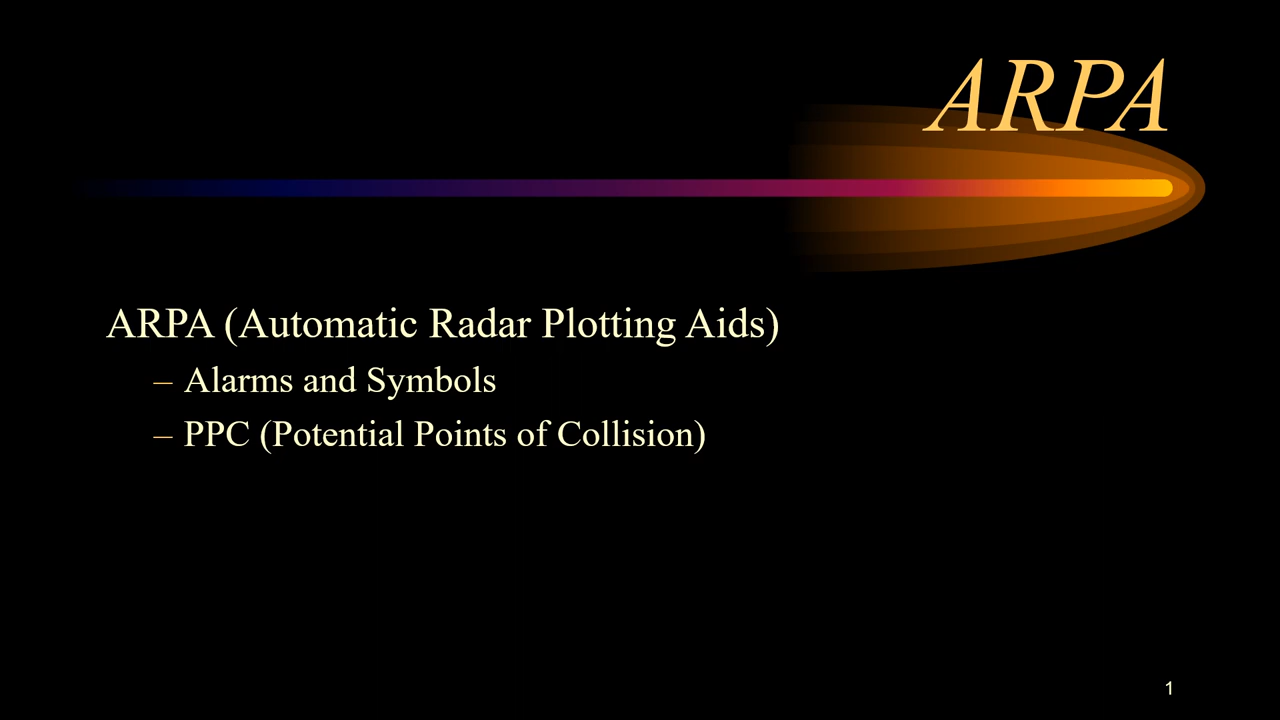 ARPA
ARPA (Automatic Radar Plotting Aids)
– Alarms and Symbols
– PPC (Potential Points of Collision)
1